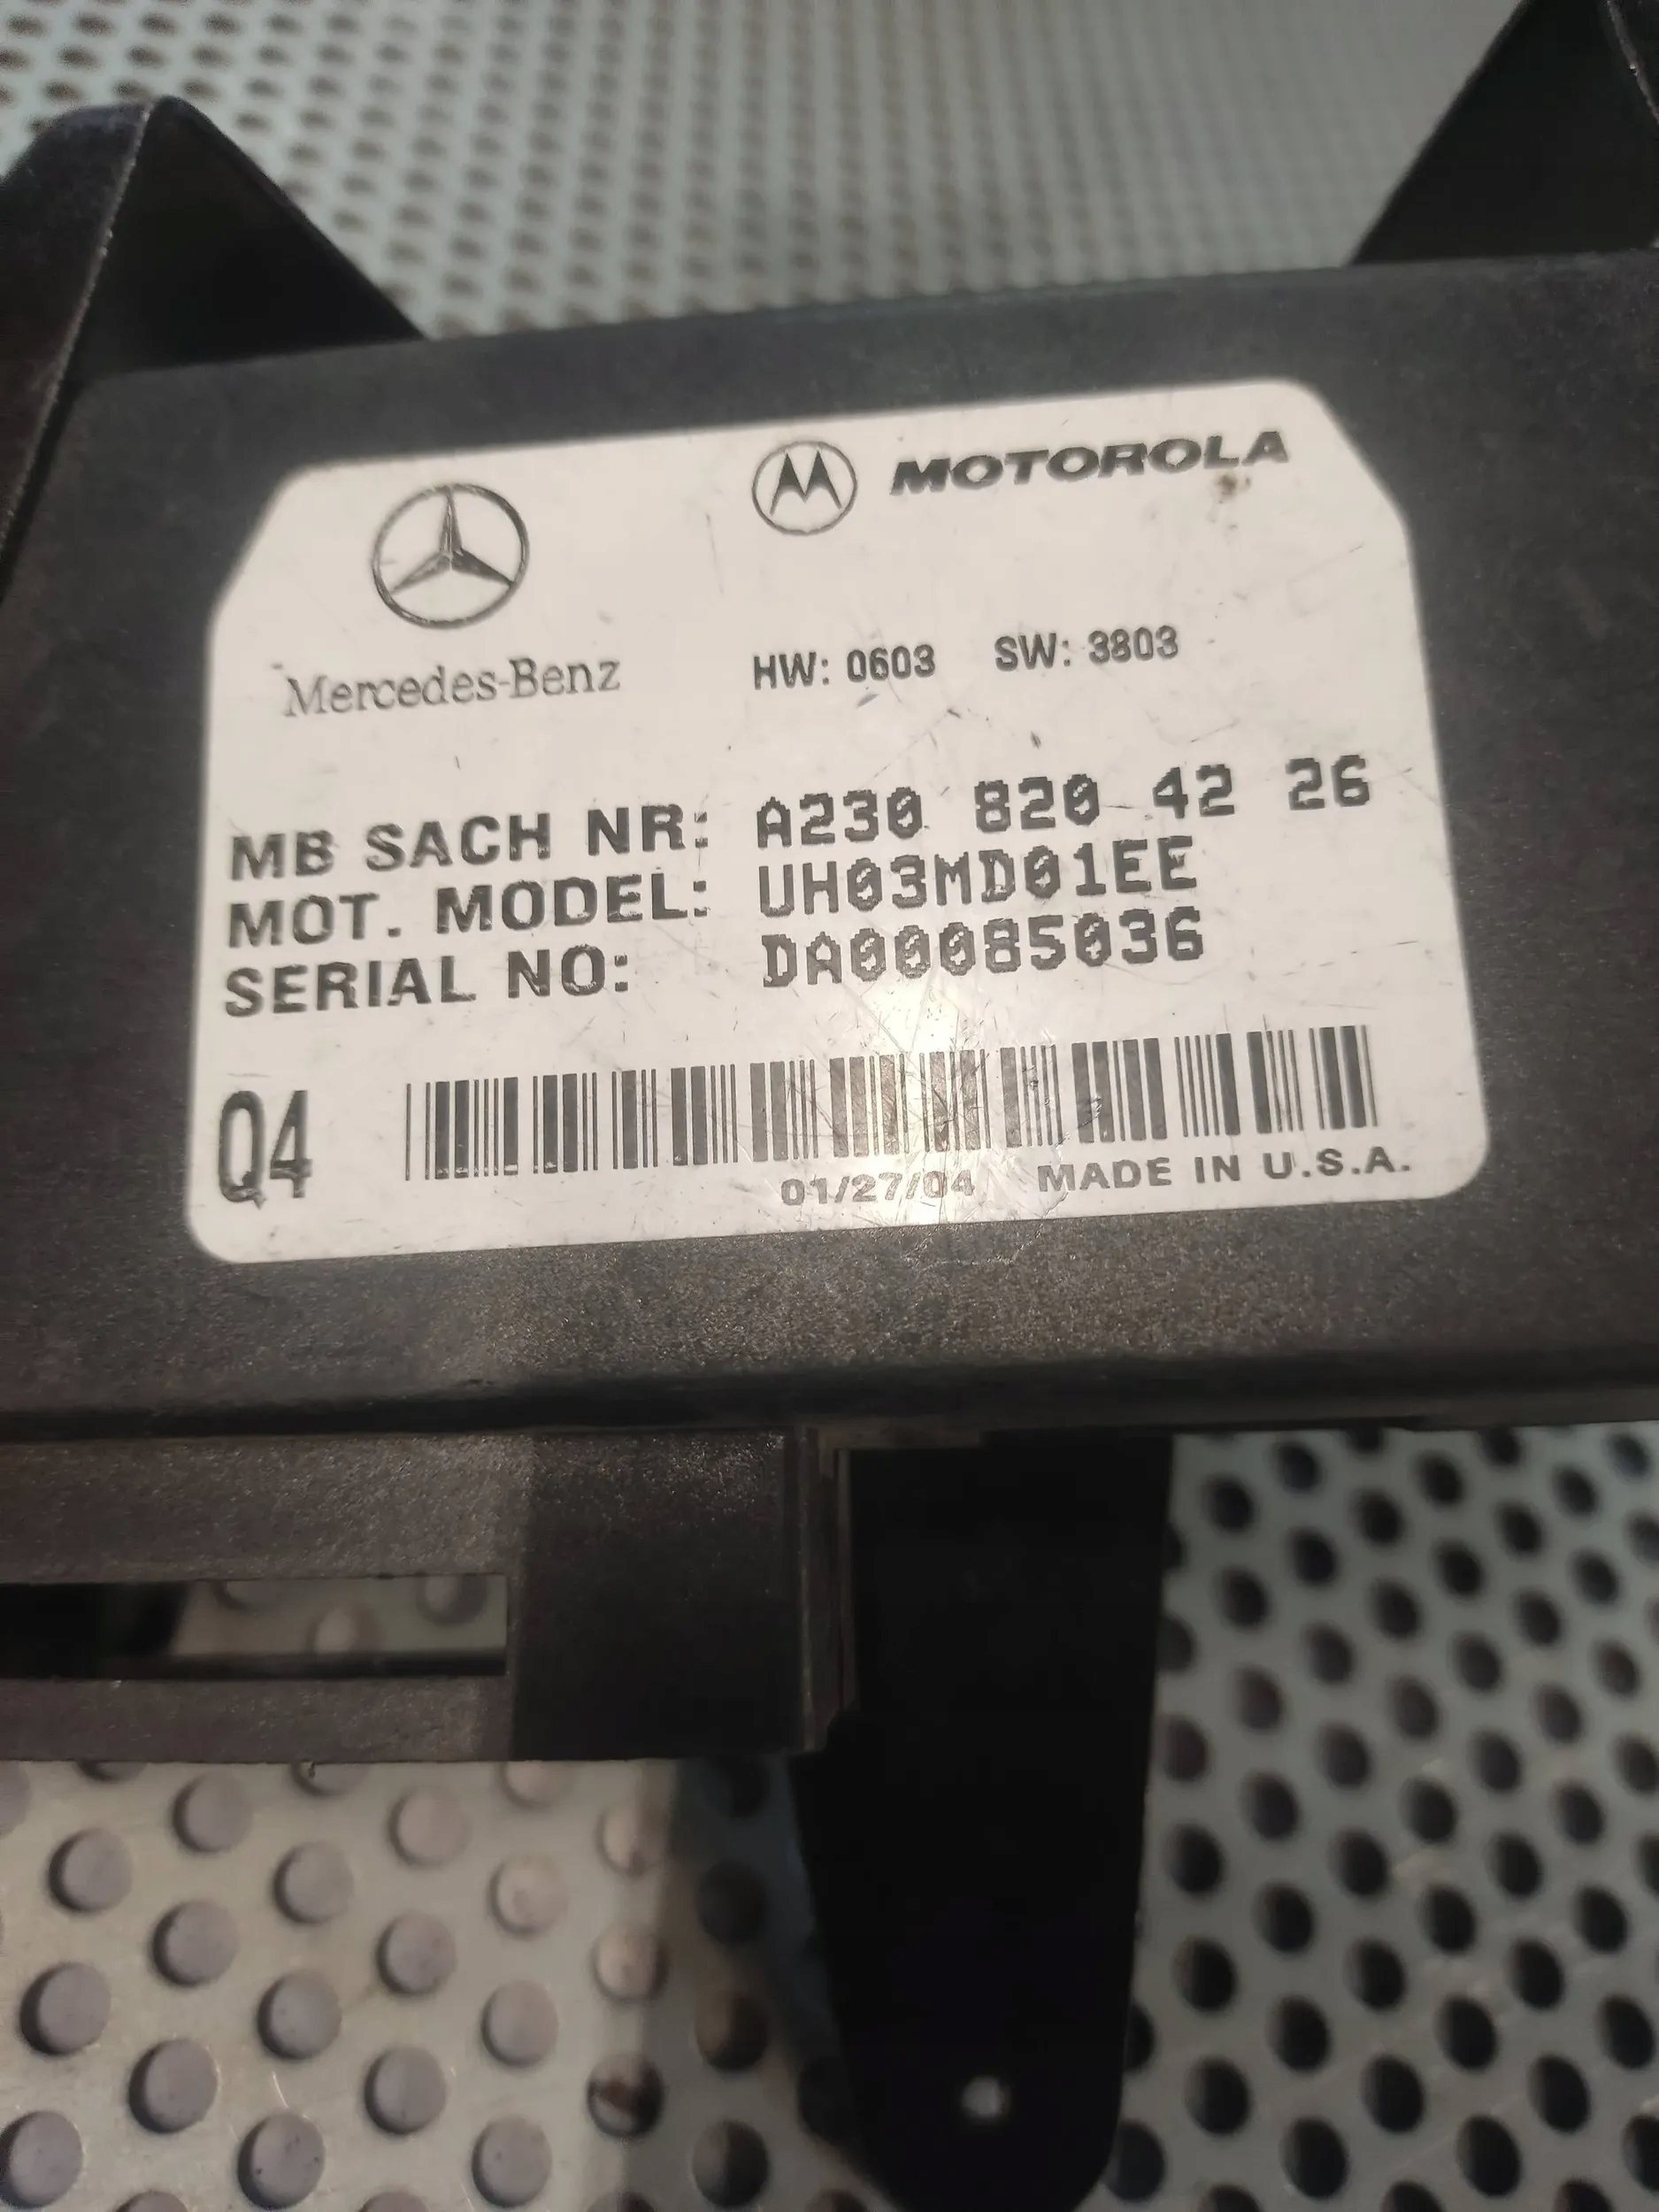 MOTOROLA
Mercedes-Benz
HW: 0603 SW: 3803
MB SACH NR: A230 820 42 26
MOT. MODEL: UH03MD01EE
SERIAL NO: DA00085036
Q4
01/27/04 MADE IN U.S.A.